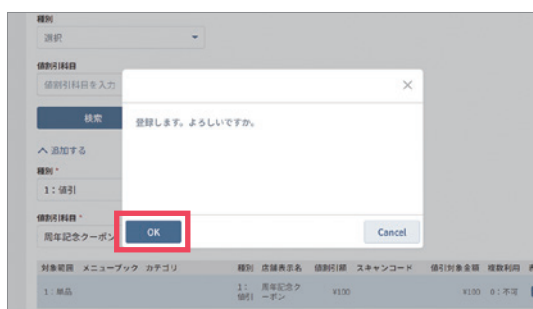 種別
選択
値割引科目
値割引科目を入力
検索
登録します。よろしいですか。
追加する
種別 *
1：値引
値割引科目 *
周年記念クーポン
OK
Cancel
対象範囲 メニューブック カテゴリ 種別 店舗表示名 値割引額 スキャンコード 値引対象金額 複数利用
1：単品 1：値引 周年記念クーポン ¥100 ¥100 0：不可